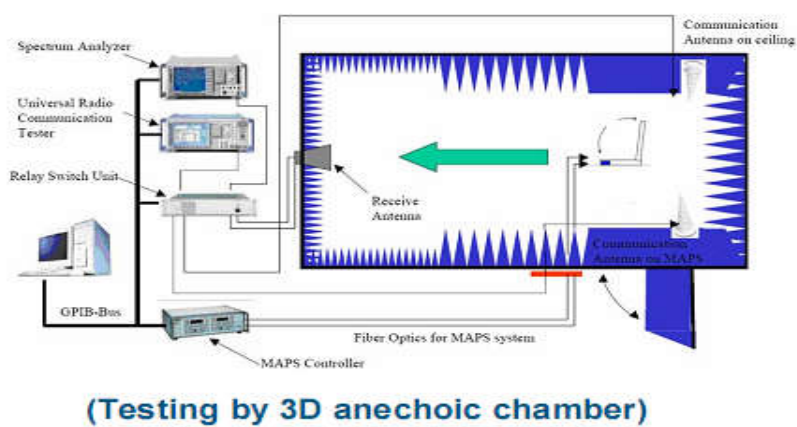 Communication
Antenna on ceiling
Spectrum Analyzer
Universal Radio
Communication
Tester
Relay Switch Unit
Receive
Antenna
Communication
Antenna on MAPS
GPIB-Bus
Fiber Optics for MAPS system
MAPS Controller
(Testing by 3D anechoic chamber)